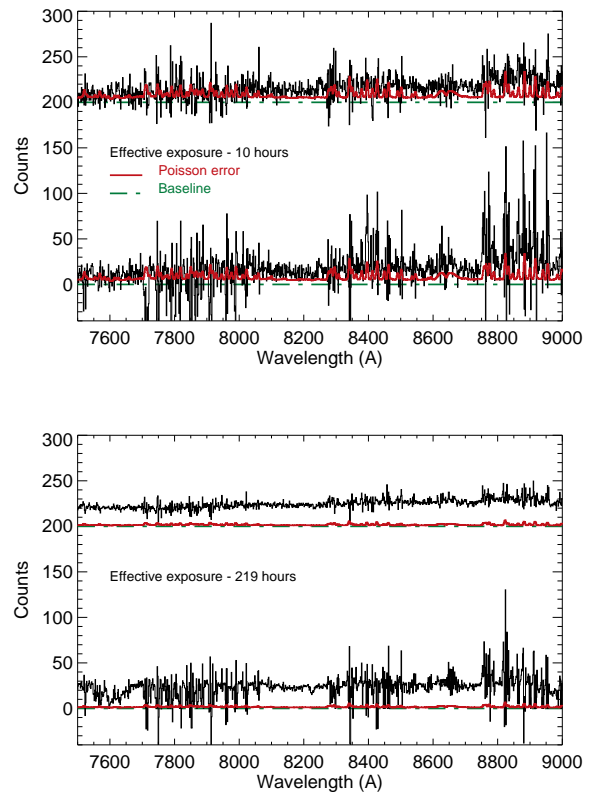 300
250
200
150
100
50
0
Counts
Effective exposure - 10 hours
Poisson error
Baseline
7600 7800 8000 8200 8400 8600 8800 9000
Wavelength (A)
300
250
200
150
100
50
0
Counts
Effective exposure - 219 hours
7600 7800 8000 8200 8400 8600 8800 9000
Wavelength (A)